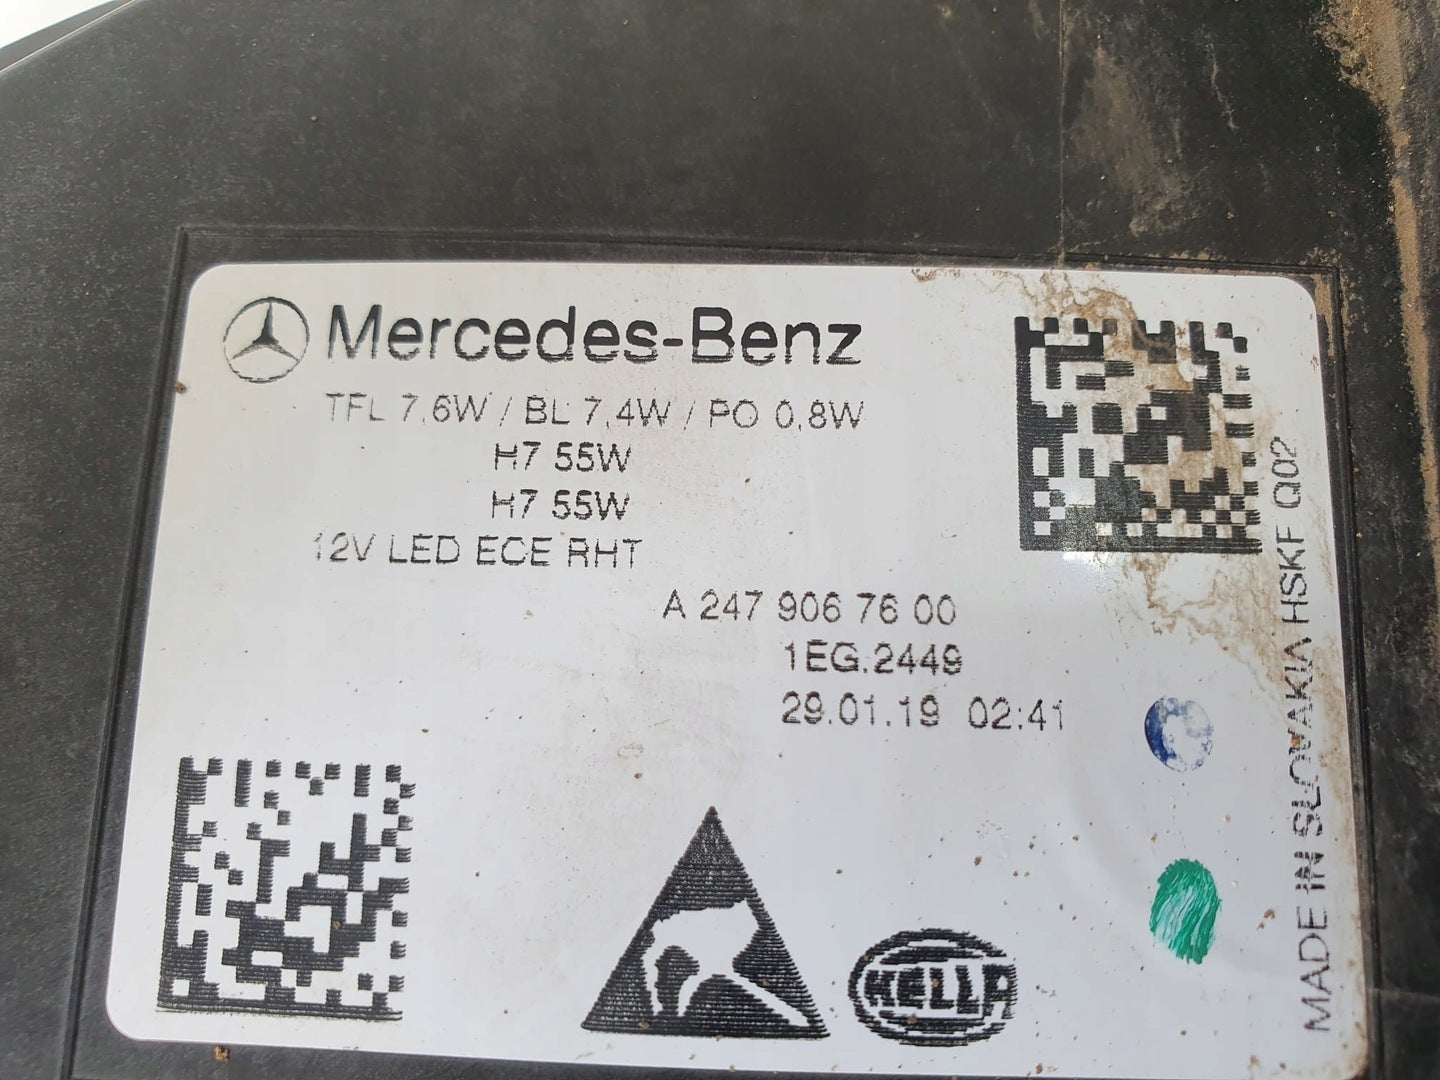 Mercedes-Benz
TFL 7,6W / BL 7,4W / PO 0,8W
H7 55W
H7 55W
12V LED ECE RHT
A 247 906 76 00
1EG.2449
29.01.19 02:41
HELLA
MADE IN SLOVAKIA HSKF Q02